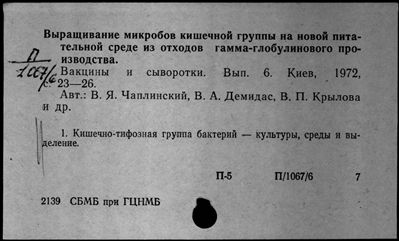 Выращивание микробов кишечной группы на новой пита-
тельной среде из отходов гамма-глобулинового про-
изводства.
П
1067/6
Вакцины и сыворотки. Вып. 6. Киев, 1972,
с. 23—26.
Авт.: В. Я. Чаплинский, В. А. Демидас, В. П. Крылова
и др.
1. Кишечно-тифозная группа бактерий — культуры, среды и вы-
деление.
П-5 П/1067/6 7
2139 СБМБ при ГЦНМБ